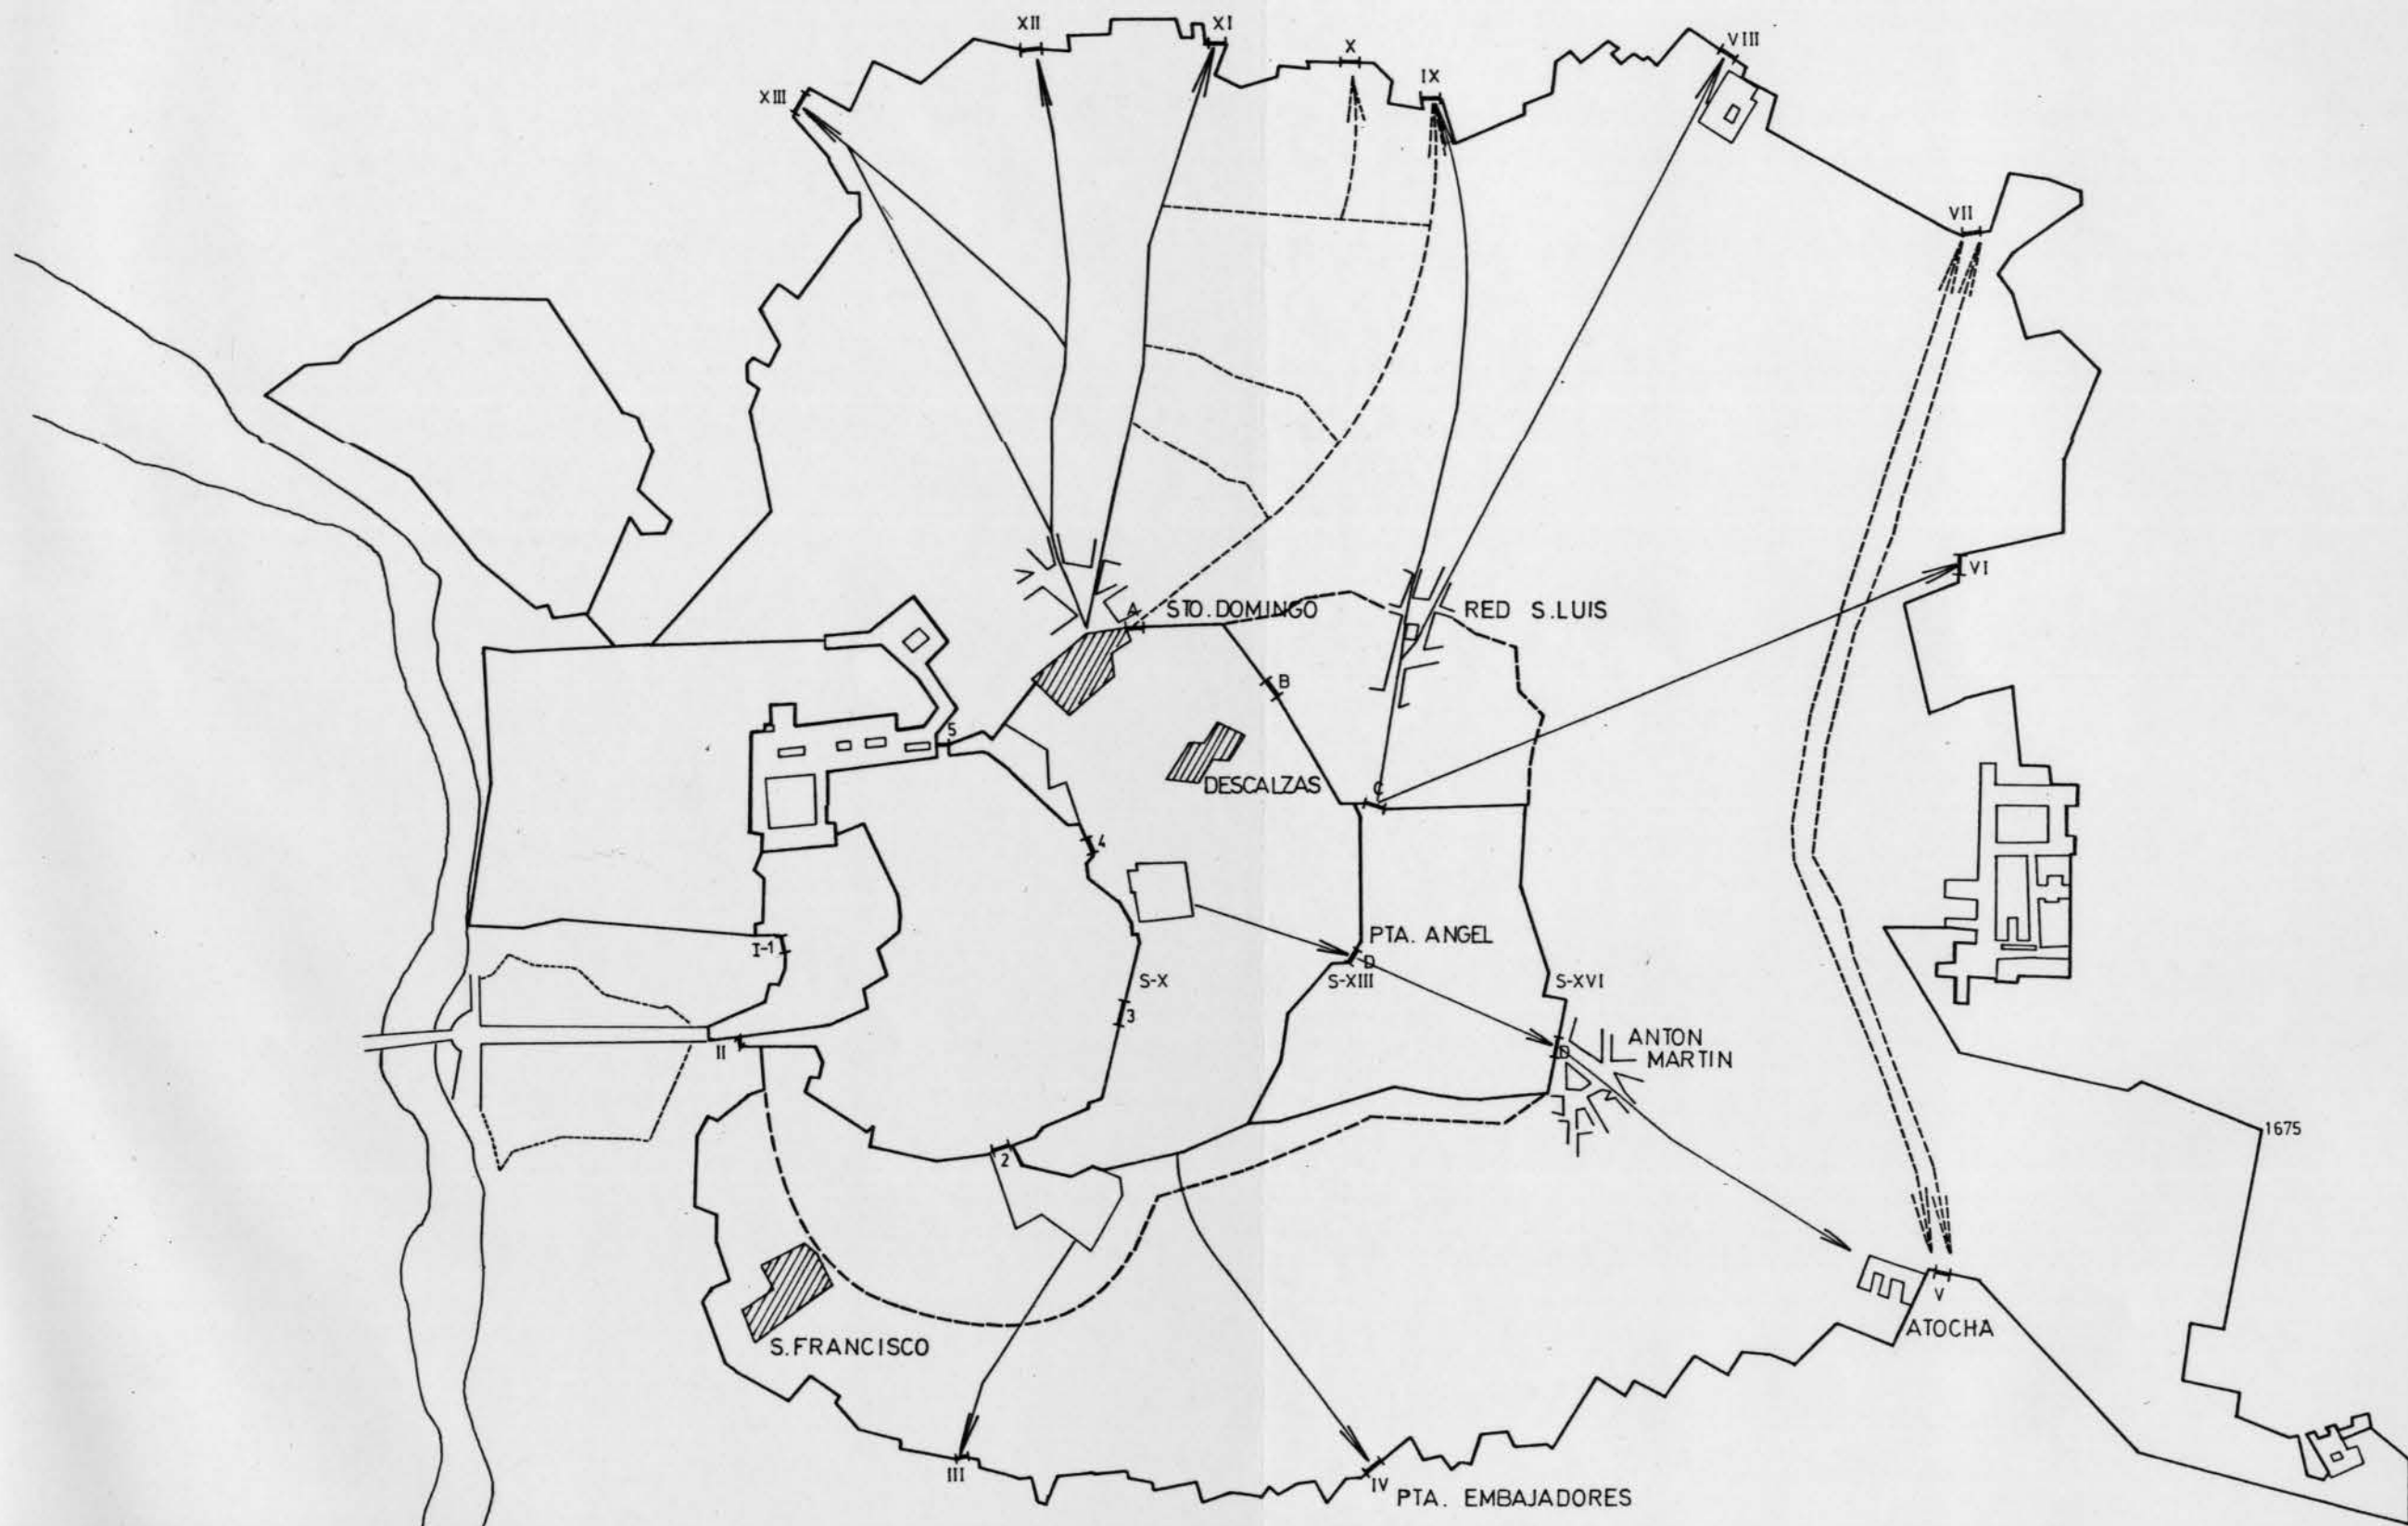 XII
XI
X
VIII
IX
XIII
VII
VI
A
STO. DOMINGO
RED S.LUIS
B
5
DESCALZAS
C
4
PTA. ANGEL
I-1
D
S-X
S-XIII
S-XVI
3
ANTON
MARTIN
II
D
1675
2
V
ATOCHA
S.FRANCISCO
III
IV
PTA. EMBAJADORES